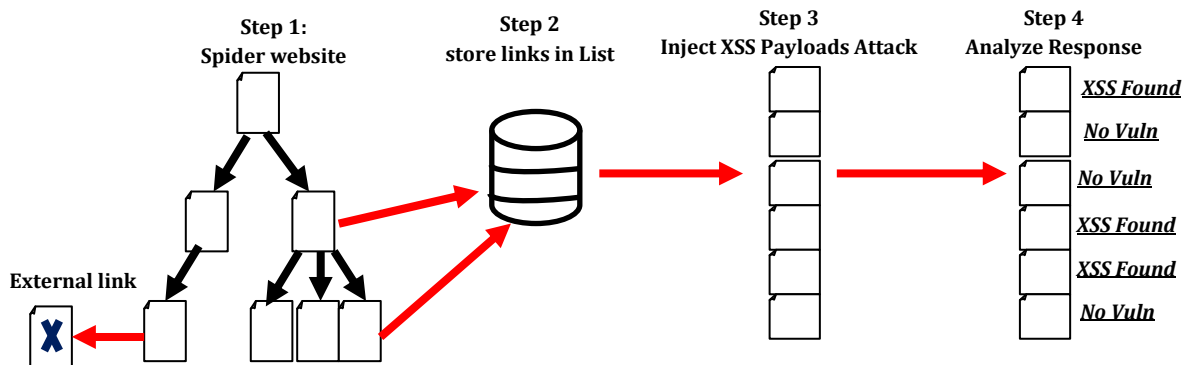 Step 1:
Spider website
Step 2
store links in List
Step 3
Inject XSS Payloads Attack
Step 4
Analyze Response
XSS Found
No Vuln
No Vuln
XSS Found
XSS Found
No Vuln
External link
X